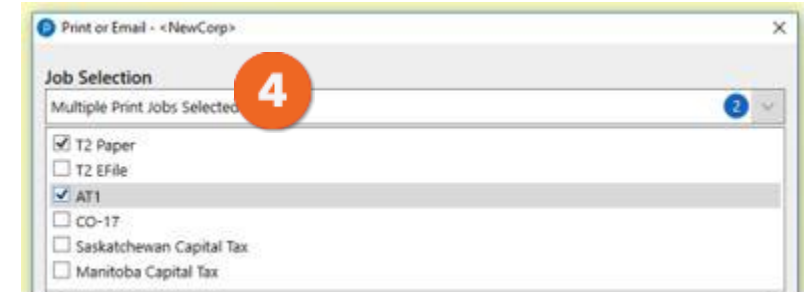 Print or Email - <NewCorp>
Job Selection
4
Multiple Print Jobs Selected
2
T2 Paper
T2 EFile
AT1
CO-17
Saskatchewan Capital Tax
Manitoba Capital Tax